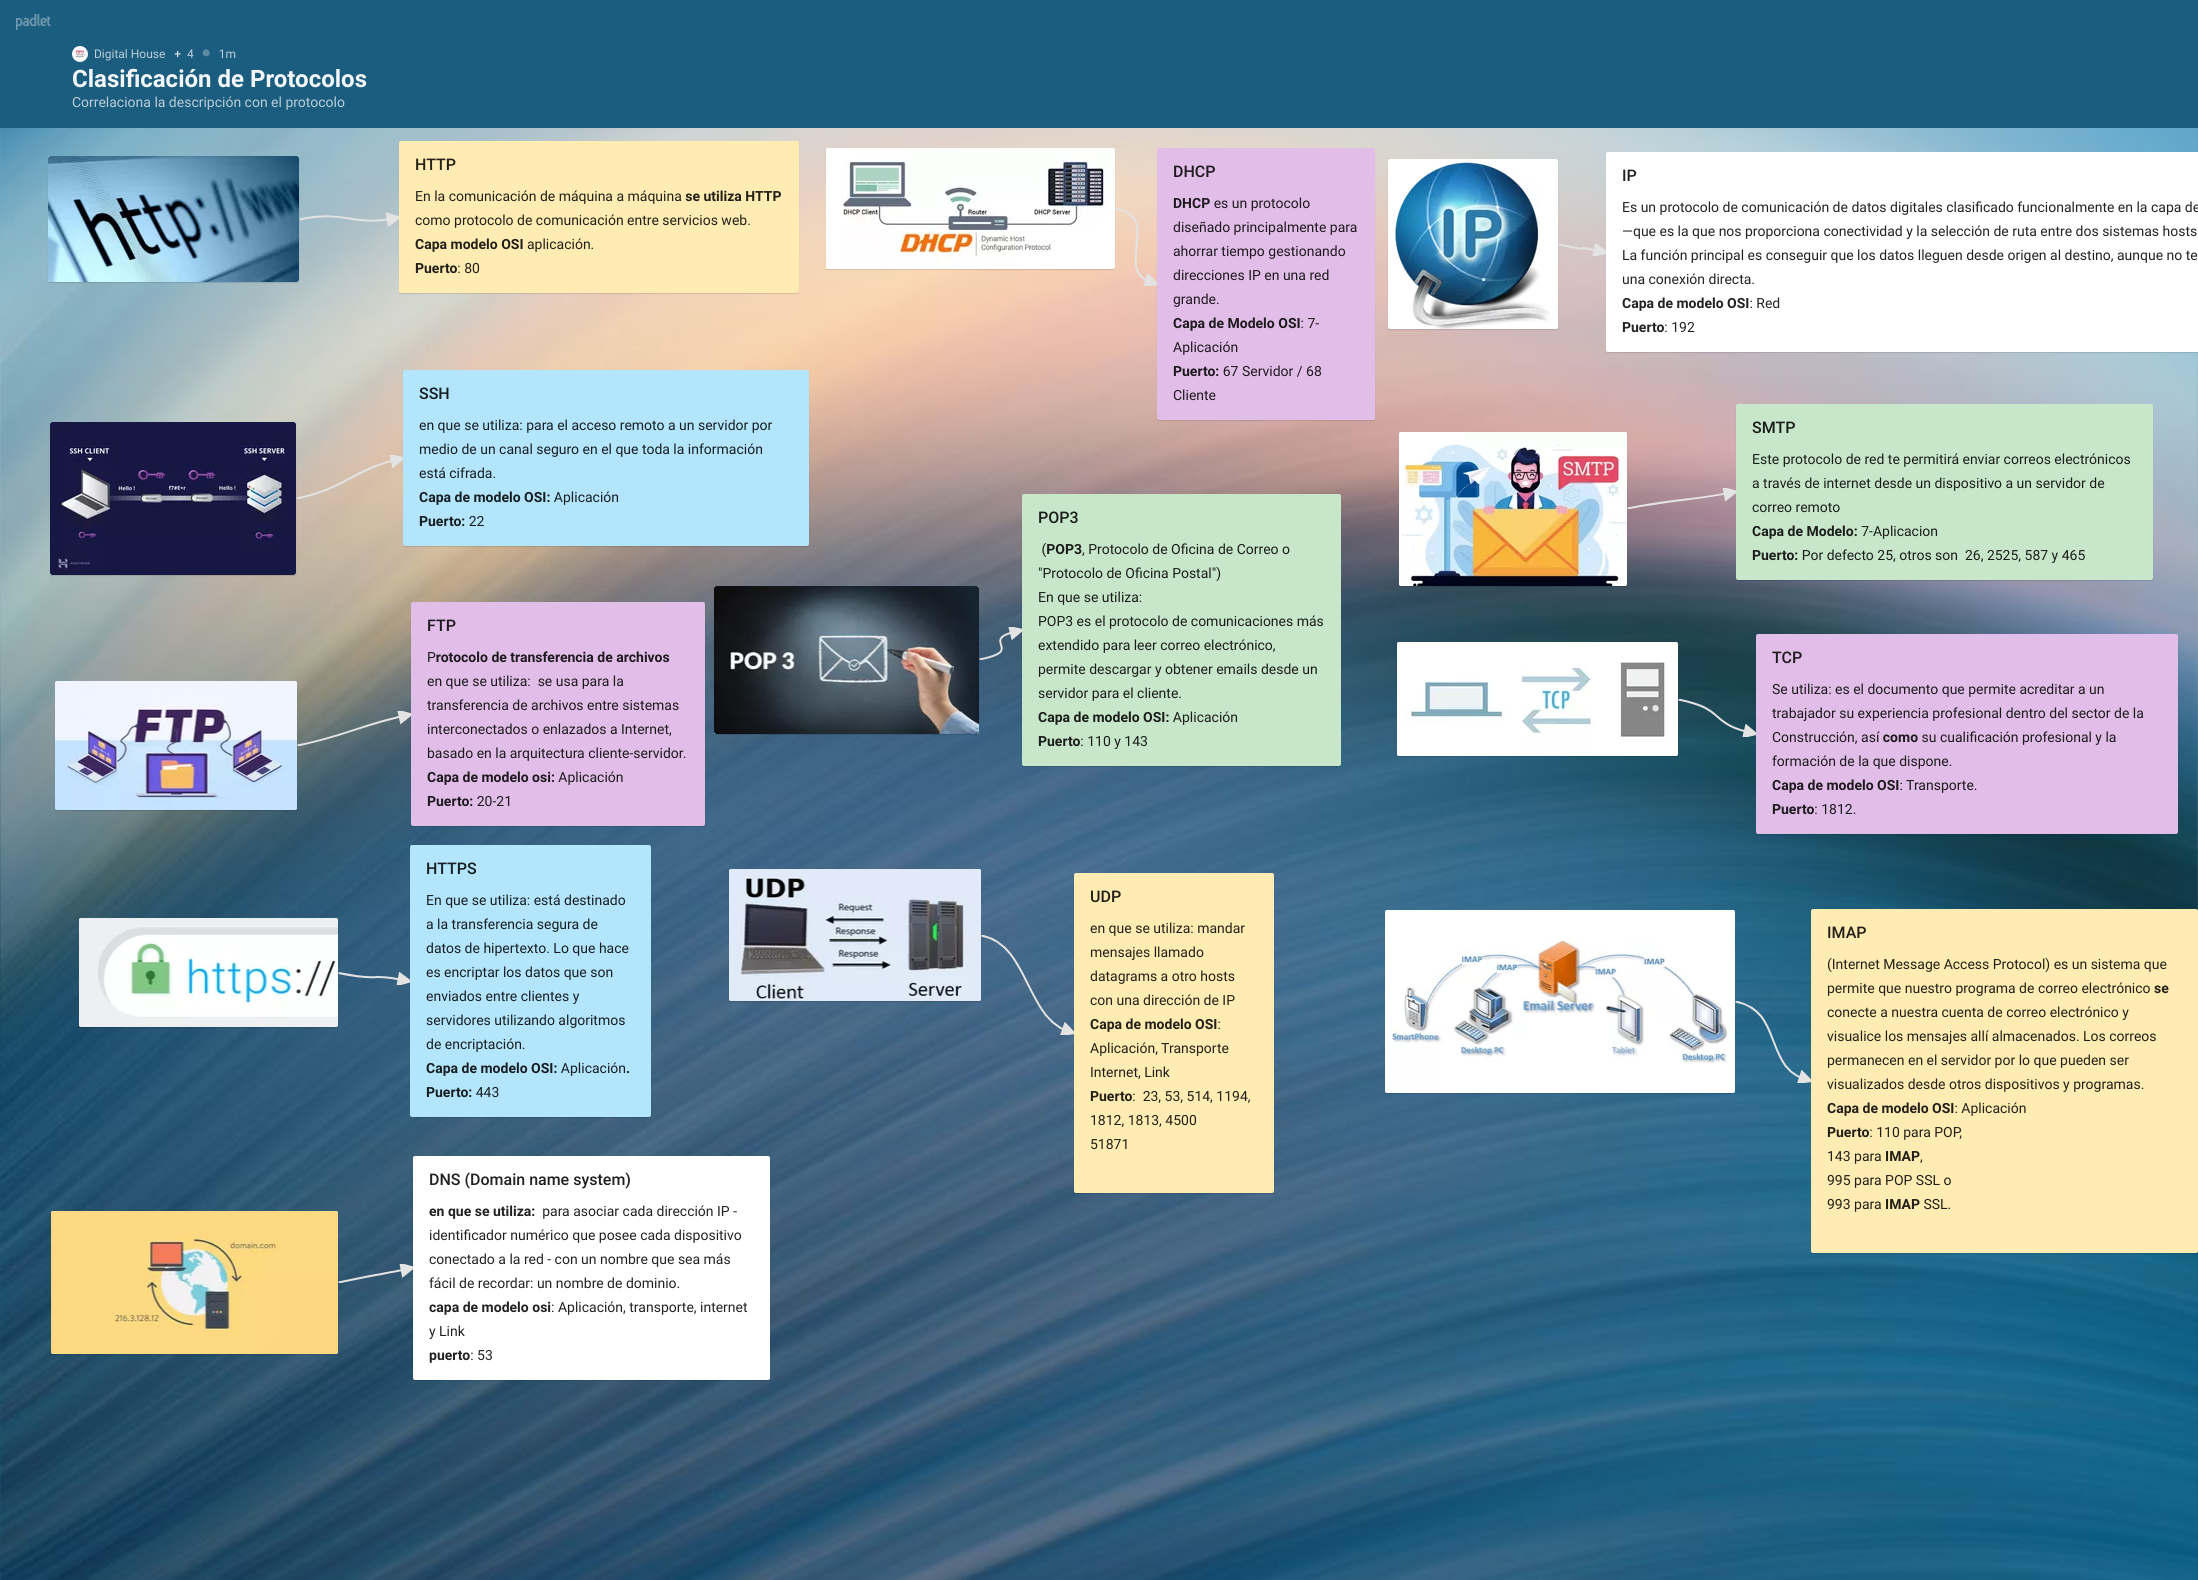 padlet
Digital House + 4 1m
Clasificación de Protocolos
Correlaciona la descripción con el protocolo
http://www
HTTP
En la comunicación de máquina a máquina se utiliza HTTP
como protocolo de comunicación entre servicios web.
Capa modelo OSI aplicación.
Puerto: 80
DHCP Client
Router
DHCP Server
DHCP
Dynamic Host
Configuration Protocol
DHCP
DHCP es un protocolo
diseñado principalmente para
ahorrar tiempo gestionando
direcciones IP en una red
grande.
Capa de Modelo OSI: 7-
Aplicación
Puerto: 67 Servidor / 68
Cliente
IP
IP
Es un protocolo de comunicación de datos digitales clasificado funcionalmente en la capa de
—que es la que nos proporciona conectividad y la selección de ruta entre dos sistemas hosts
La función principal es conseguir que los datos lleguen desde origen al destino, aunque no te
una conexión directa.
Capa de modelo OSI: Red
Puerto: 192
SSH CLIENT
SSH SERVER
Hello !
f7#E+r
Hello !
SSH
en que se utiliza: para el acceso remoto a un servidor por
medio de un canal seguro en el que toda la información
está cifrada.
Capa de modelo OSI: Aplicación
Puerto: 22
SMTP
SMTP
Este protocolo de red te permitirá enviar correos electrónicos
a través de internet desde un dispositivo a un servidor de
correo remoto
Capa de Modelo: 7-Aplicacion
Puerto: Por defecto 25, otros son  26, 2525, 587 y 465
POP 3
POP3
(POP3, Protocolo de Oficina de Correo o
"Protocolo de Oficina Postal")
En que se utiliza:
POP3 es el protocolo de comunicaciones más
extendido para leer correo electrónico,
permite descargar y obtener emails desde un
servidor para el cliente.
Capa de modelo OSI: Aplicación
Puerto: 110 y 143
FTP
FTP
Protocolo de transferencia de archivos
en que se utiliza:  se usa para la
transferencia de archivos entre sistemas
interconectados o enlazados a Internet,
basado en la arquitectura cliente-servidor.
Capa de modelo osi: Aplicación
Puerto: 20-21
TCP
TCP
Se utiliza: es el documento que permite acreditar a un
trabajador su experiencia profesional dentro del sector de la
Construcción, así como su cualificación profesional y la
formación de la que dispone.
Capa de modelo OSI: Transporte.
Puerto: 1812.
https://
HTTPS
En que se utiliza: está destinado
a la transferencia segura de
datos de hipertexto. Lo que hace
es encriptar los datos que son
enviados entre clientes y
servidores utilizando algoritmos
de encriptación.
Capa de modelo OSI: Aplicación.
Puerto: 443
UDP
Request
Response
Response
Client
Server
UDP
en que se utiliza: mandar
mensajes llamado
datagrams a otro hosts
con una dirección de IP
Capa de modelo OSI:
Aplicación, Transporte
Internet, Link
Puerto:  23, 53, 514, 1194,
1812, 1813, 4500
51871
IMAP
IMAP
IMAP
IMAP
Email Server
SmartPhone
Desktop PC
Tablet
Desktop PC
IMAP
(Internet Message Access Protocol) es un sistema que
permite que nuestro programa de correo electrónico se
conecte a nuestra cuenta de correo electrónico y
visualice los mensajes allí almacenados. Los correos
permanecen en el servidor por lo que pueden ser
visualizados desde otros dispositivos y programas.
Capa de modelo OSI: Aplicación
Puerto: 110 para POP,
143 para IMAP,
995 para POP SSL o
993 para IMAP SSL.
domain.com
216.3.128.12
DNS (Domain name system)
en que se utiliza:  para asociar cada dirección IP -
identificador numérico que posee cada dispositivo
conectado a la red - con un nombre que sea más
fácil de recordar: un nombre de dominio.
capa de modelo osi: Aplicación, transporte, internet
y Link
puerto: 53